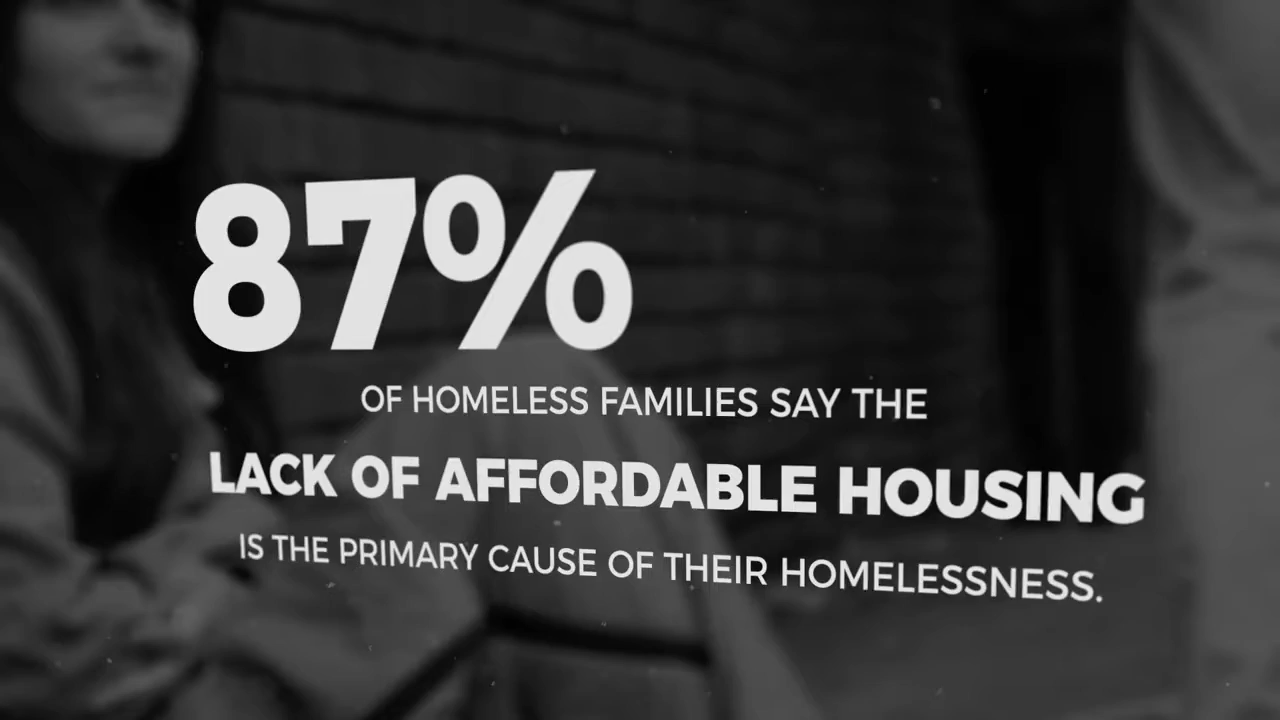 87%
OF HOMELESS FAMILIES SAY THE
LACK OF AFFORDABLE HOUSING
IS THE PRIMARY CAUSE OF THEIR HOMELESSNESS.